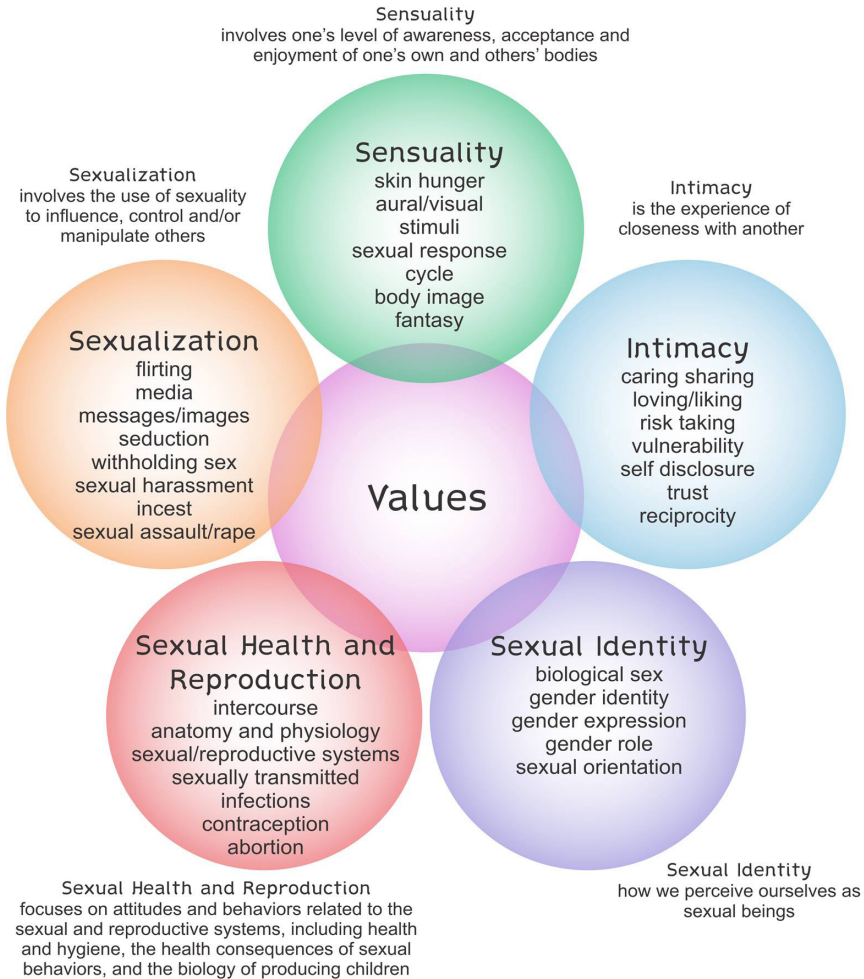 Sensuality
involves one's level of awareness, acceptance and
enjoyment of one's own and others' bodies
Sensuality
skin hunger
aural/visual
stimuli
sexual response
cycle
body image
fantasy
Sexualization
involves the use of sexuality
to influence, control and/or
manipulate others
Intimacy
is the experience of
closeness with another
Sexualization
flirting
media
messages/images
seduction
withholding sex
sexual harassment
incest
sexual assault/rape
Intimacy
caring sharing
loving/liking
risk taking
vulnerability
self disclosure
trust
reciprocity
Values
Sexual Health and
Reproduction
intercourse
anatomy and physiology
sexual/reproductive systems
sexually transmitted
infections
contraception
abortion
Sexual Identity
biological sex
gender identity
gender expression
gender role
sexual orientation
Sexual Health and Reproduction
focuses on attitudes and behaviors related to the
sexual and reproductive systems, including health
and hygiene, the health consequences of sexual
behaviors, and the biology of producing children
Sexual Identity
how we perceive ourselves as
sexual beings